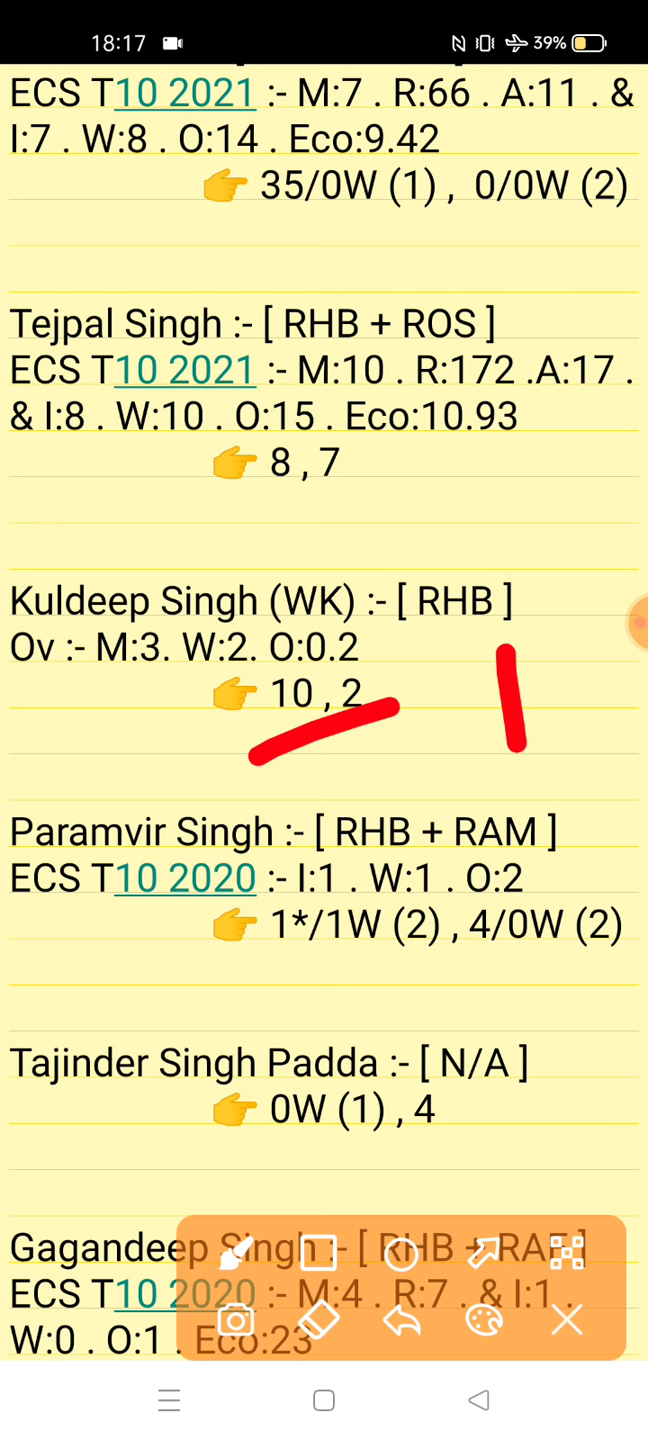 18:17 39%
ECS T10 2021 :- M:7 . R:66 . A:11 . &
I:7 . W:8 . O:14 . Eco:9.42
👉 35/0W (1) , 0/0W (2)
Tejpal Singh :- [ RHB + ROS ]
ECS T10 2021 :- M:10 . R:172 .A:17 .
& I:8 . W:10 . O:15 . Eco:10.93
👉 8 , 7
Kuldeep Singh (WK) :- [ RHB ]
Ov :- M:3. W:2. O:0.2
👉 10 , 2
Paramvir Singh :- [ RHB + RAM ]
ECS T10 2020 :- I:1 . W:1 . O:2
👉 1*/1W (2) , 4/0W (2)
Tajinder Singh Padda :- [ N/A ]
👉 0W (1) , 4
Gagandeep Singh :- [ RHB + RAF ]
ECS T10 2020 :- M:4 . R:7 . & I:1 .
W:0 . O:1 . Eco:23